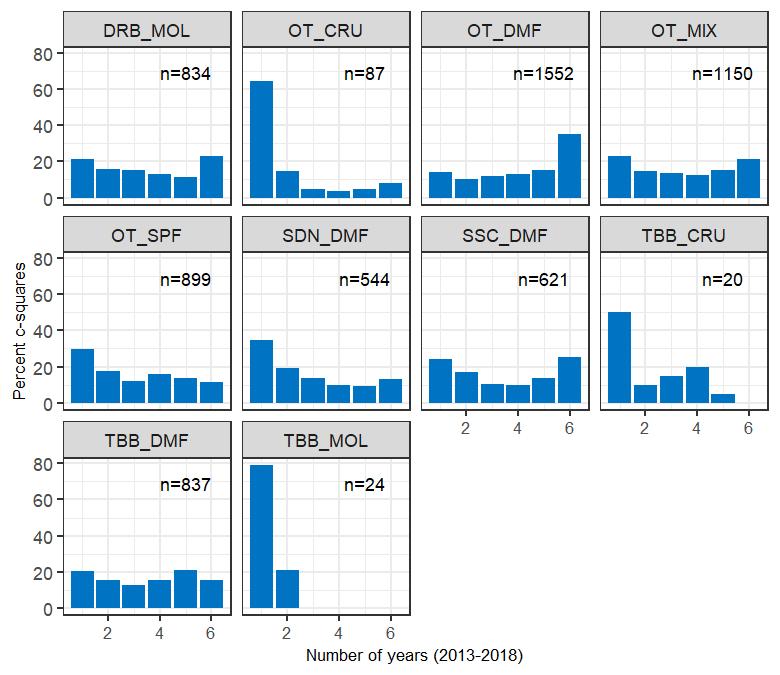 DRB_MOL OT_CRU OT_DMF OT_MIX
80 n=834 n=87 n=1552 n=1150
60
40
20
0
OT_SPF SDN_DMF SSC_DMF TBB_CRU
80 n=899 n=544 n=621 n=20
60
40
20
0
2 4 6 2 4 6
Percent c-squares
TBB_DMF TBB_MOL
80 n=837 n=24
60
40
20
0
2 4 6 2 4 6
Number of years (2013-2018)